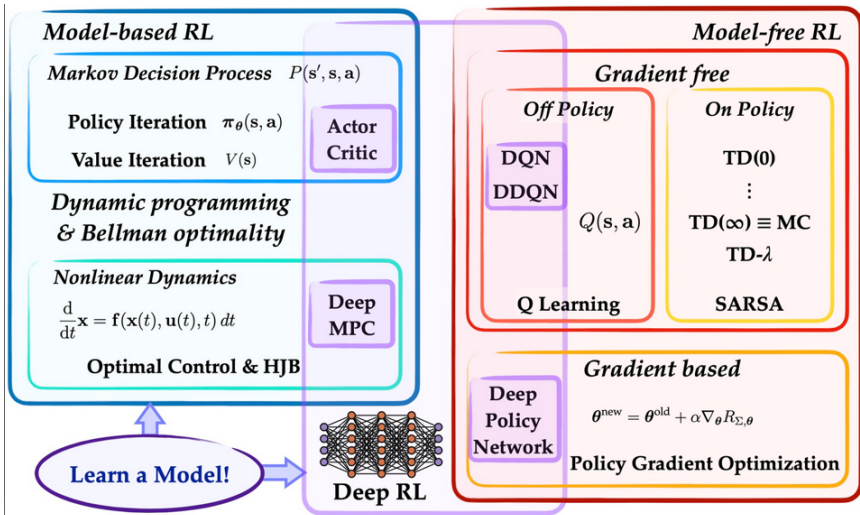 Model-based RL
Markov Decision Process P(s′, s, a)
Policy Iteration π_θ(s, a)
Value Iteration V(s)
Actor
Critic
Dynamic programming
& Bellman optimality
Nonlinear Dynamics
d/dt x = f(x(t), u(t), t) dt
Optimal Control & HJB
Deep
MPC
Learn a Model!
Deep RL
Model-free RL
Gradient free
Off Policy
DQN
DDQN
Q(s, a)
Q Learning
On Policy
TD(0)
⋮
TD(∞) ≡ MC
TD-λ
SARSA
Gradient based
Deep
Policy
Network
θ^new = θ^old + α∇_θ R_Σ,θ
Policy Gradient Optimization